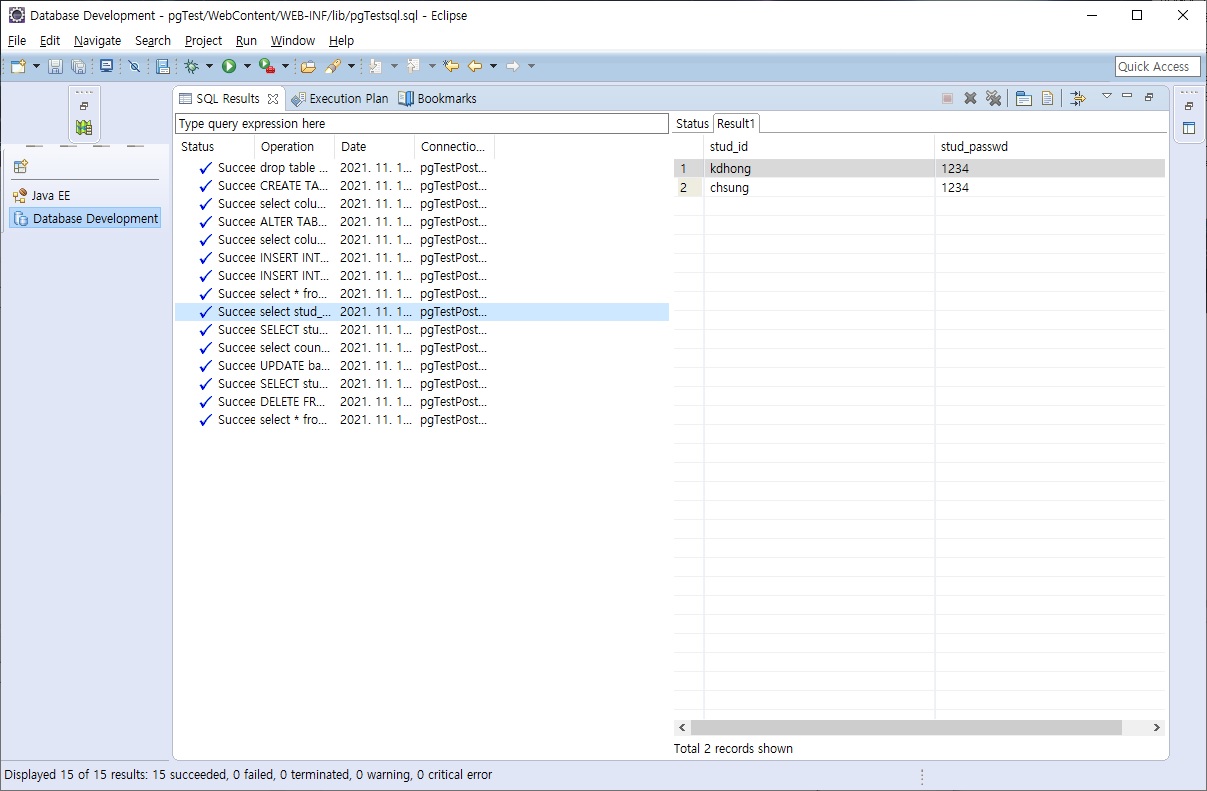 Database Development - pgTest/WebContent/WEB-INF/lib/pgTestsql.sql - Eclipse
File Edit Navigate Search Project Run Window Help
Quick Access
SQL Results Execution Plan Bookmarks
Java EE
Database Development
Type query expression here
Status Operation Date Connectio...
Succee drop table ... 2021. 11. 1... pgTestPost...
Succee CREATE TA... 2021. 11. 1... pgTestPost...
Succee select colu... 2021. 11. 1... pgTestPost...
Succee ALTER TAB... 2021. 11. 1... pgTestPost...
Succee select colu... 2021. 11. 1... pgTestPost...
Succee INSERT INT... 2021. 11. 1... pgTestPost...
Succee INSERT INT... 2021. 11. 1... pgTestPost...
Succee select * fro... 2021. 11. 1... pgTestPost...
Succee select stud_... 2021. 11. 1... pgTestPost...
Succee SELECT stu... 2021. 11. 1... pgTestPost...
Succee select coun... 2021. 11. 1... pgTestPost...
Succee UPDATE ba... 2021. 11. 1... pgTestPost...
Succee SELECT stu... 2021. 11. 1... pgTestPost...
Succee DELETE FR... 2021. 11. 1... pgTestPost...
Succee select * fro... 2021. 11. 1... pgTestPost...
Status Result1
stud_id stud_passwd
1 kdhong 1234
2 chsung 1234
Total 2 records shown
Displayed 15 of 15 results: 15 succeeded, 0 failed, 0 terminated, 0 warning, 0 critical error